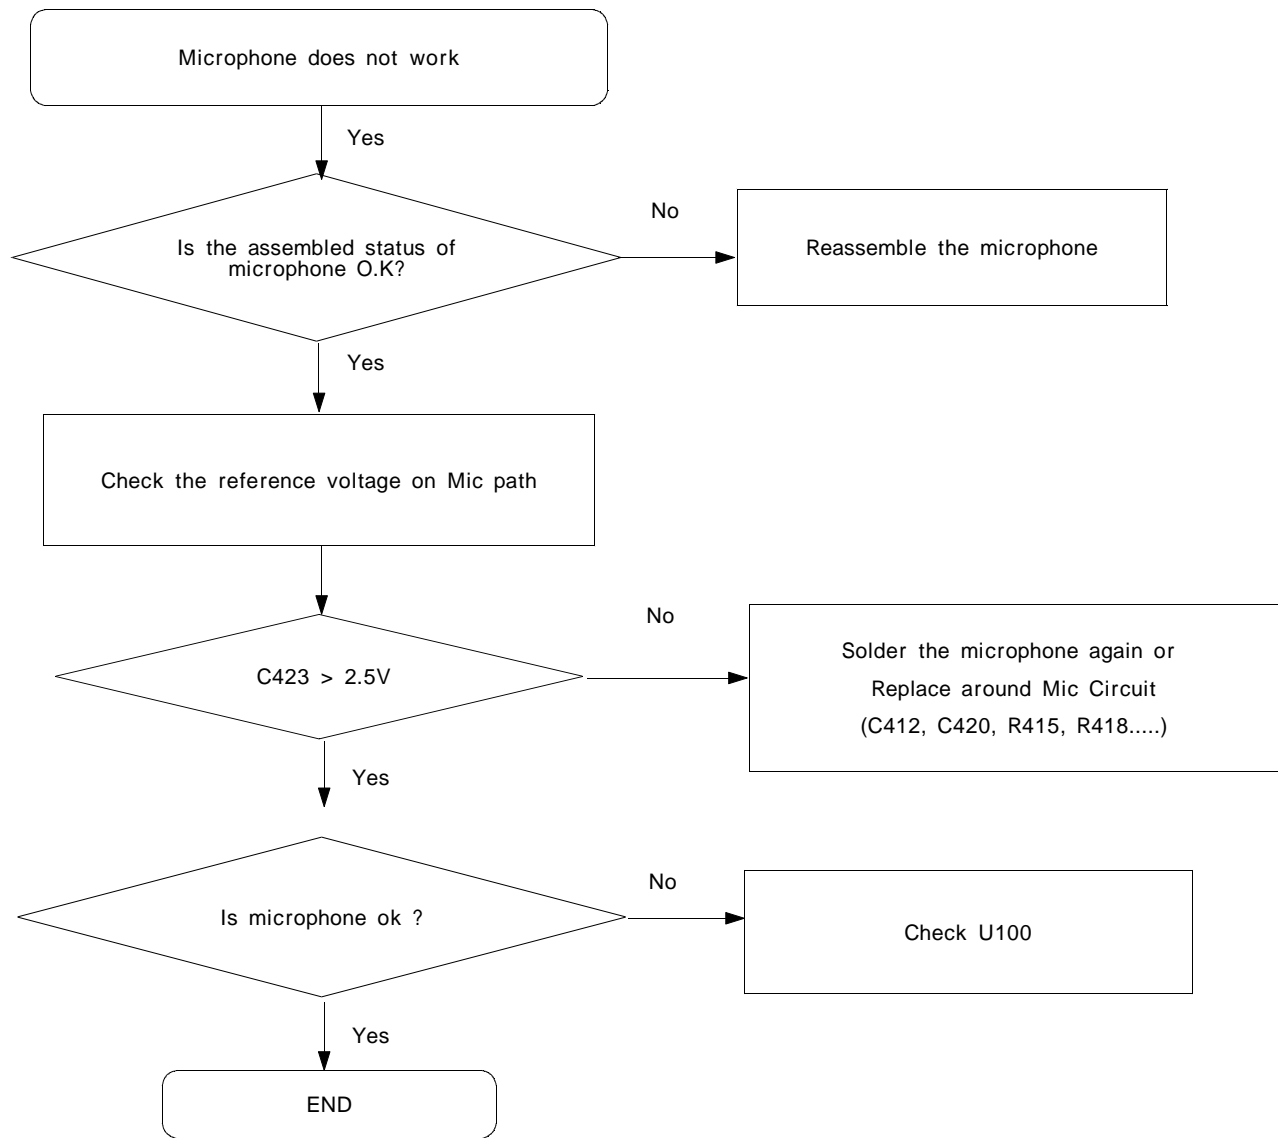 Microphone does not work
Yes
Is the assembled status of
microphone O.K?
No
Reassemble the microphone
Yes
Check the reference voltage on Mic path
C423 > 2.5V
No
Solder the microphone again or
Replace around Mic Circuit
(C412, C420, R415, R418.....)
Yes
Is microphone ok ?
No
Check U100
Yes
END